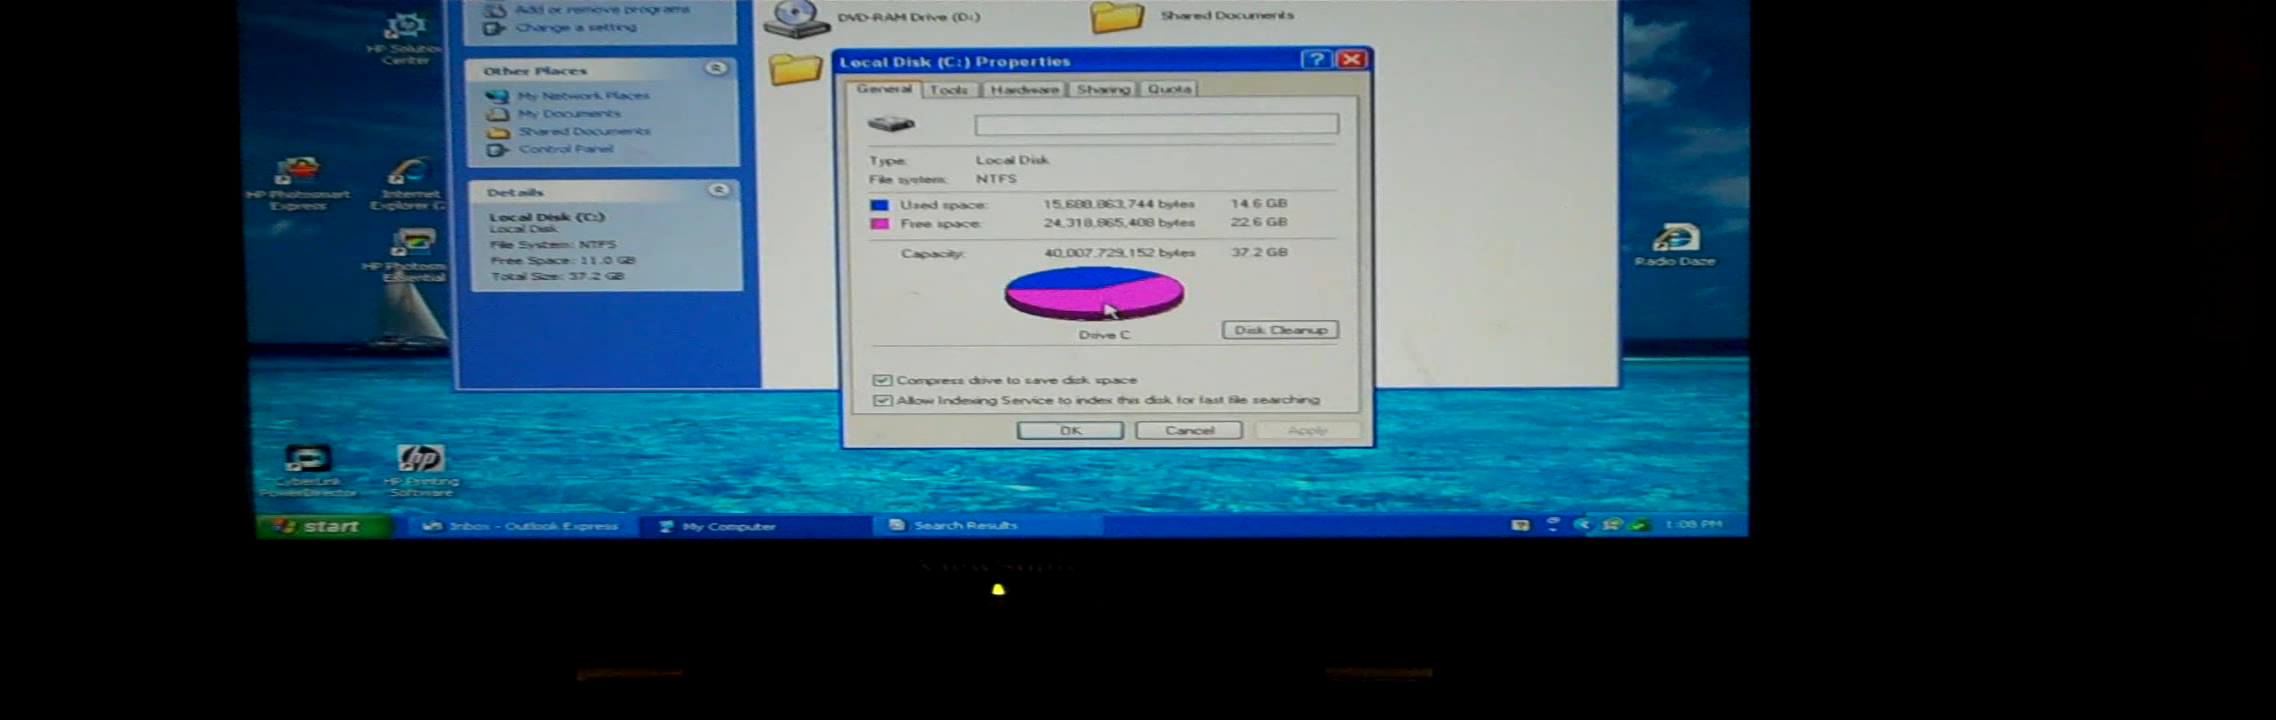 Add or remove programs
Change a setting
Other Places
My Network Places
My Documents
Shared Documents
Control Panel
Details
Local Disk (C:)
Local Disk
File System: NTFS
Free Space: 11.0 GB
Total Size: 37.2 GB
DVD-RAM Drive (D:)
Shared Documents
Local Disk (C:) Properties
General Tools Hardware Sharing Quota
Type: Local Disk
File system: NTFS
Used space: 15,688,863,744 bytes 14.6 GB
Free space: 24,318,865,408 bytes 22.6 GB
Capacity: 40,007,729,152 bytes 37.2 GB
Drive C
Disk Cleanup
Compress drive to save disk space
Allow Indexing Service to index this disk for fast file searching
OK Cancel Apply
HP Solution
Center
HP Photosmart
Express
Internet
Explorer
HP Photosm
Essential
CyberLink
PowerDirector
HP Printing
Software
Radio Daze
start
Inbox - Outlook Express
My Computer
Search Results
1:08 PM